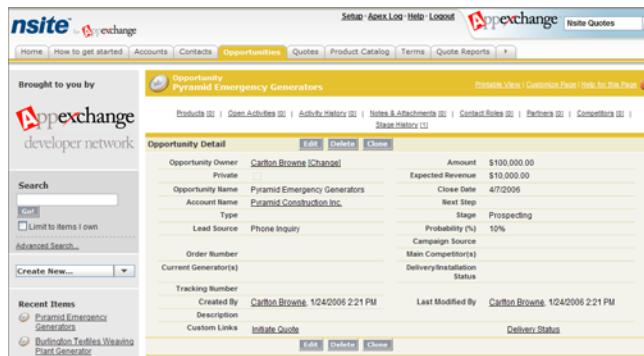 nsite for Appexchange
Setup · Apex Log · Help · Logout
Appexchange
Nsite Quotes
Home How to get started Accounts Contacts Opportunities Quotes Product Catalog Terms Quote Reports
Brought to you by
Appexchange
developer network
Search
Go!
Limit to items I own
Advanced Search...
Create New...
Recent Items
Pyramid Emergency
Generators
Burlington Textiles Weaving
Plant Generator
Opportunity
Pyramid Emergency Generators
Printable View | Customize Page | Help for this Page
Products [0] | Open Activities [0] | Activity History [0] | Notes & Attachments [0] | Contact Roles [0] | Partners [0] | Competitors [0] |
Stage History [1]
Opportunity Detail Edit Delete Clone
Opportunity Owner Carlton Browne [Change] Amount $100,000.00
Private Expected Revenue $10,000.00
Opportunity Name Pyramid Emergency Generators Close Date 4/7/2006
Account Name Pyramid Construction Inc. Next Step
Type Stage Prospecting
Lead Source Phone Inquiry Probability (%) 10%
Campaign Source
Order Number Main Competitor(s)
Current Generator(s) Delivery/Installation
Status
Tracking Number
Created By Carlton Browne, 1/24/2006 2:21 PM Last Modified By Carlton Browne, 1/24/2006 2:21 PM
Description
Custom Links Initiate Quote Delivery Status
Edit Delete Clone